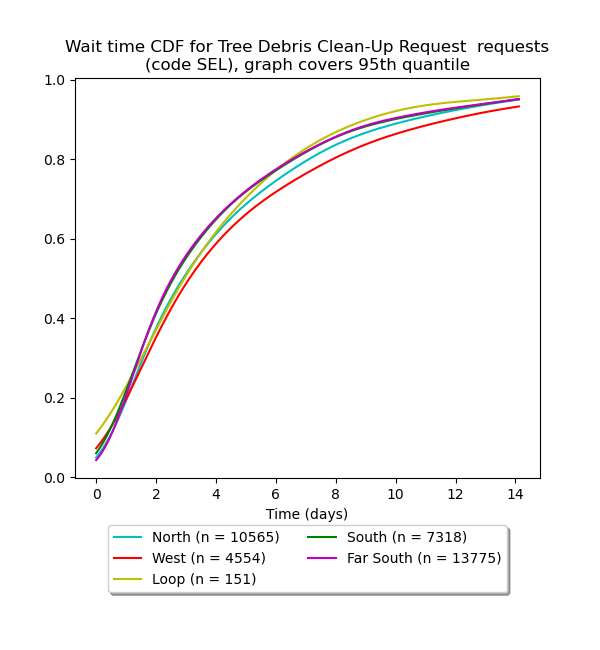 Wait time CDF for Tree Debris Clean-Up Request  requests
(code SEL), graph covers 95th quantile
1.0
0.8
0.6
0.4
0.2
0.0
0 2 4 6 8 10 12 14
Time (days)
North (n = 10565) South (n = 7318)
West (n = 4554) Far South (n = 13775)
Loop (n = 151)